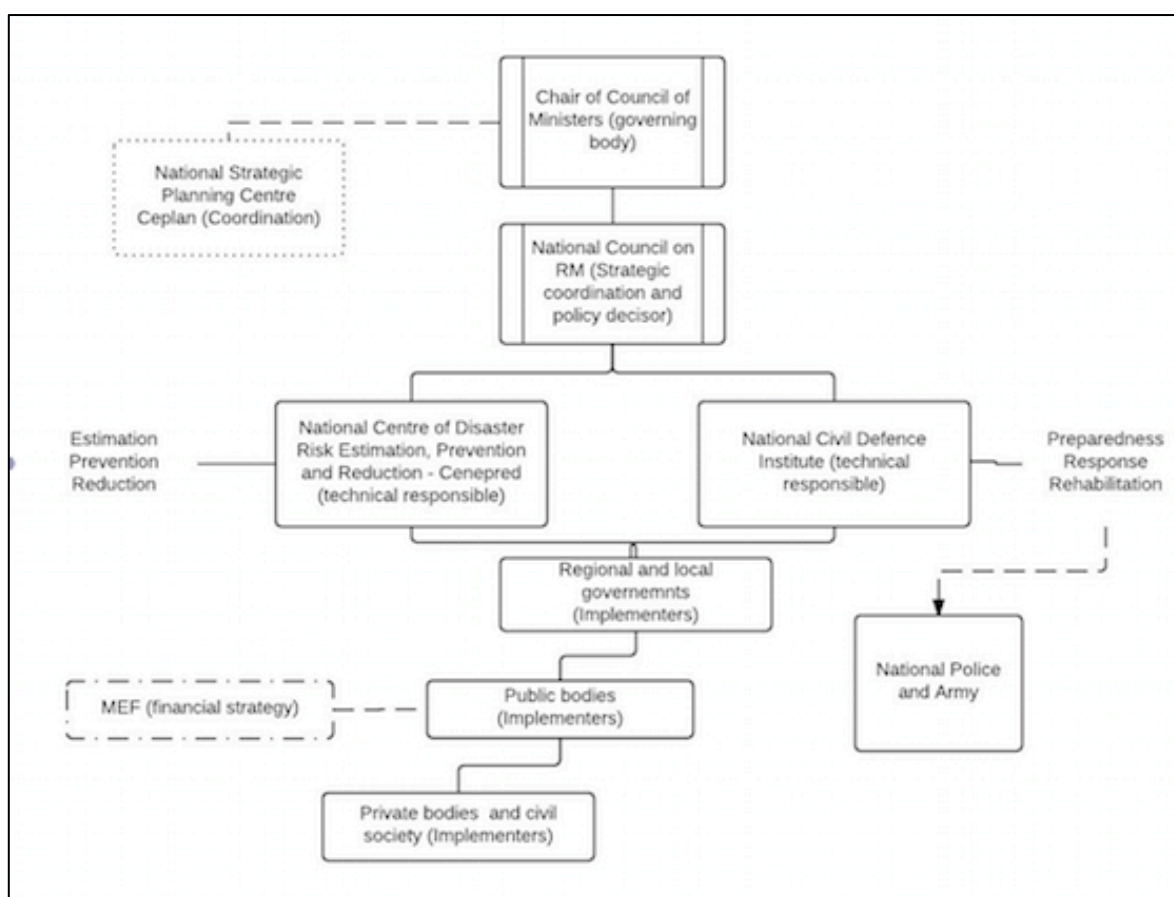 Chair of Council of
Ministers (governing
body)
National Strategic
Planning Centre
Ceplan (Coordination)
National Council on
RM (Strategic
coordination and
policy decisor)
Estimation
Prevention
Reduction
National Centre of Disaster
Risk Estimation, Prevention
and Reduction - Cenepred
(technical responsible)
National Civil Defence
Institute (technical
responsible)
Preparedness
Response
Rehabilitation
Regional and local
governemnts
(Implementers)
National Police
and Army
MEF (financial strategy)
Public bodies
(Implementers)
Private bodies and civil
society (Implementers)